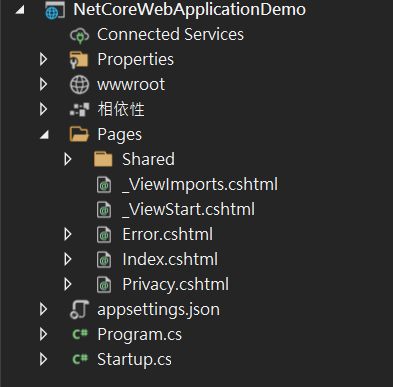 NetCoreWebApplicationDemo
Connected Services
Properties
wwwroot
相依性
Pages
Shared
_ViewImports.cshtml
_ViewStart.cshtml
Error.cshtml
Index.cshtml
Privacy.cshtml
appsettings.json
C# Program.cs
C# Startup.cs